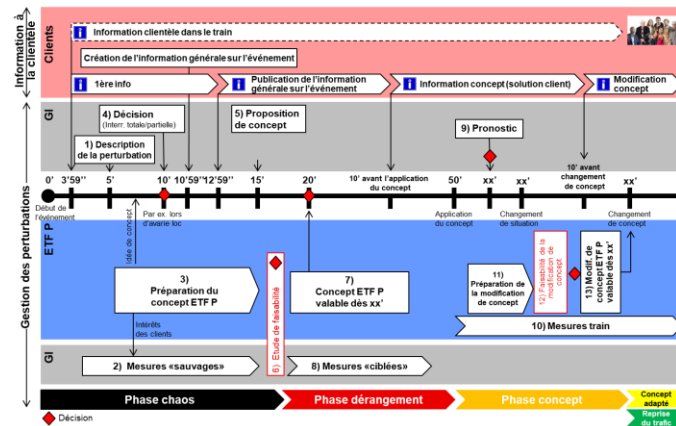 Information à
la clientèle
Clients
Information clientèle dans le train
Création de l'information générale sur l'événement
1ère info
Publication de l'information
générale sur l'événement
Information concept (solution client)
Modification
concept
Gestion des perturbations
GI
4) Décision
(Interr. totale/partielle)
5) Proposition
de concept
9) Pronostic
1) Description
de la perturbation
10' avant l'application
du concept
10' avant
changement
de concept
0'
3'59''
5'
10'
10'59''
12'59''
15'
20'
50'
xx'
xx'
xx'
Début de
l'événement
Par ex. lors
d'avarie loc
Application
du concept
Changement
de situation
Changement
de concept
ETF P
Idée de concept
3)
Préparation du
concept ETF P
6) Etude de faisabilité
7)
Concept ETF P
valable dès xx'
11)
Préparation de
la modification
de concept
12) Faisabilité de la
modification de
concept
13) Modif. de
concept ETF P
valable dès xx'
10) Mesures train
Intérêts
des clients
GI
2) Mesures «sauvages»
8) Mesures «ciblées»
Phase chaos
Phase dérangement
Phase concept
Concept
adapté
Reprise
du trafic
Décision